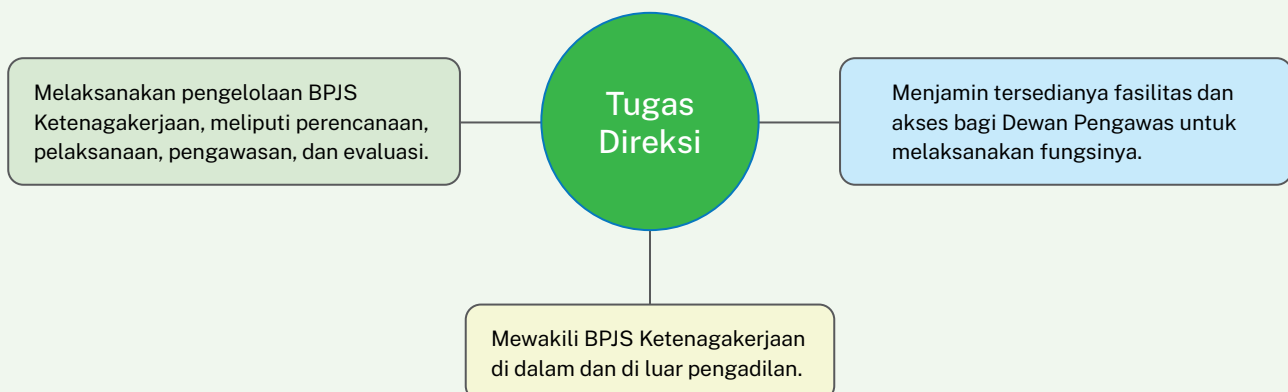 Tugas
Direksi
Melaksanakan pengelolaan BPJS
Ketenagakerjaan, meliputi perencanaan,
pelaksanaan, pengawasan, dan evaluasi.
Menjamin tersedianya fasilitas dan
akses bagi Dewan Pengawas untuk
melaksanakan fungsinya.
Mewakili BPJS Ketenagakerjaan
di dalam dan di luar pengadilan.